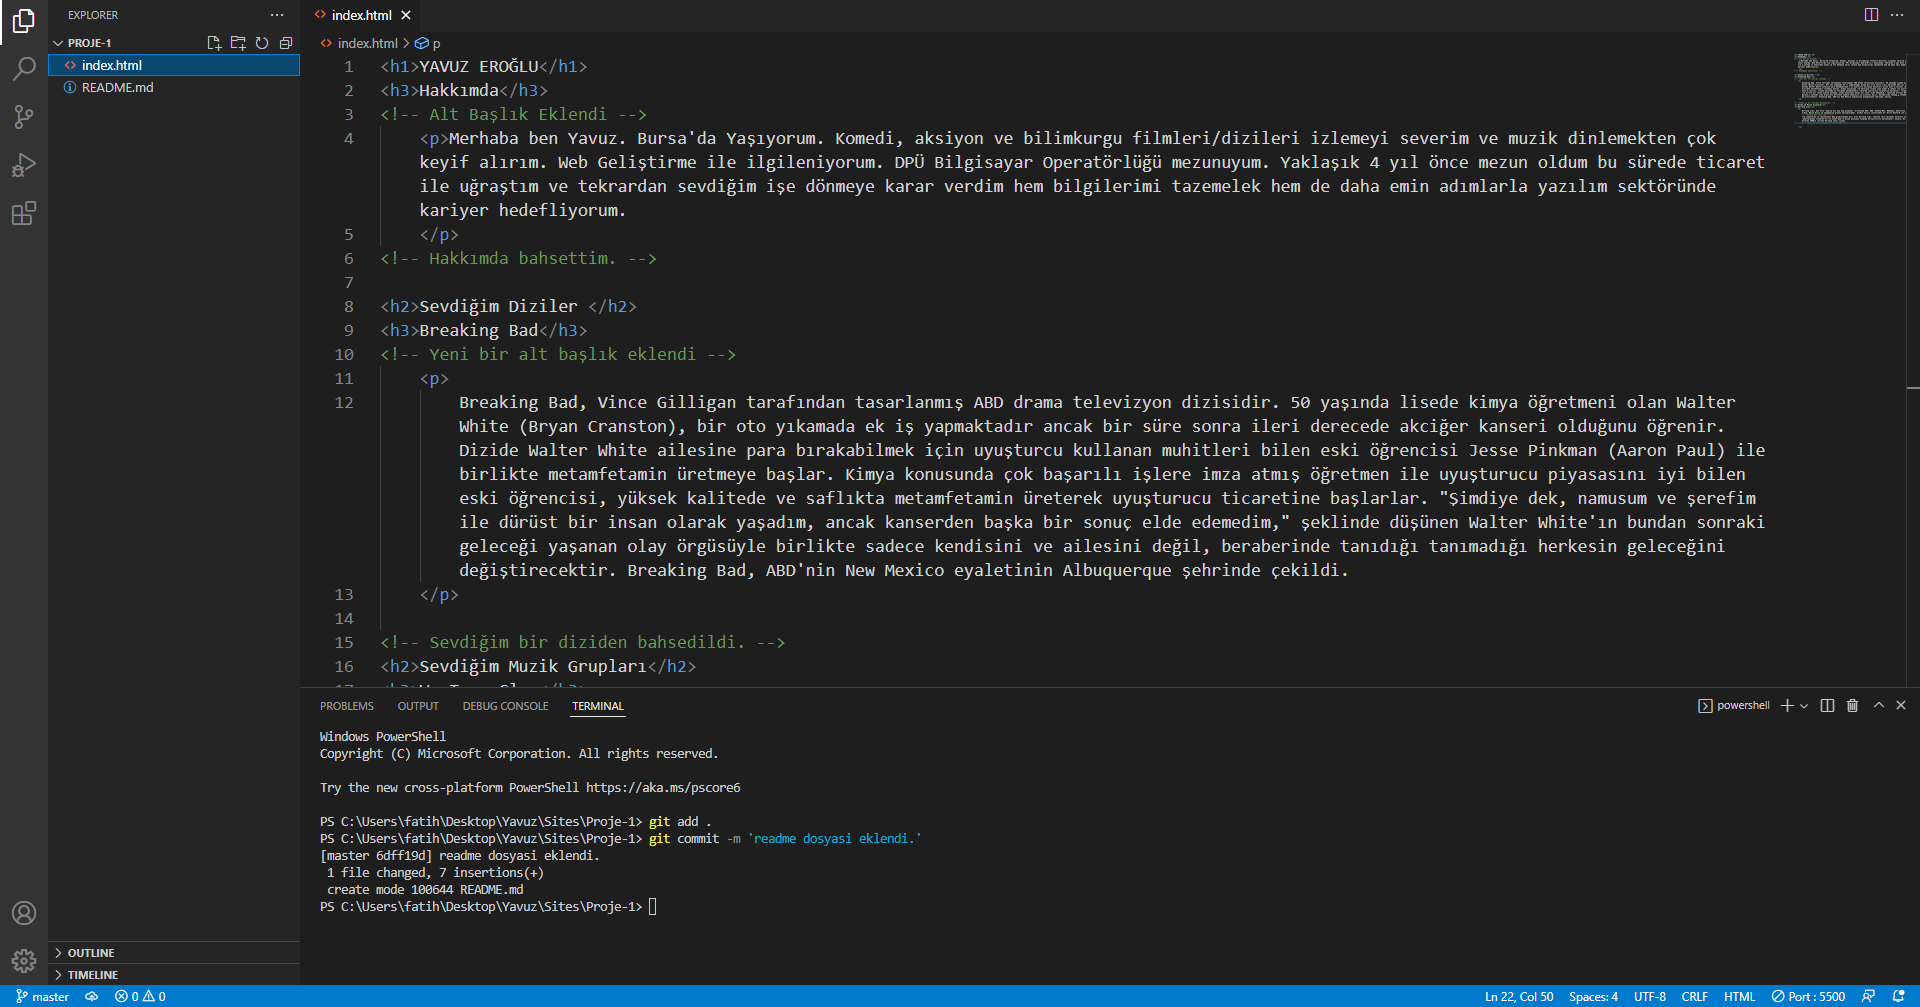 EXPLORER
PROJE-1
index.html
README.md
OUTLINE
TIMELINE
index.html
index.html > p
1 <h1>YAVUZ EROĞLU</h1>
2 <h3>Hakkımda</h3>
3 <!-- Alt Başlık Eklendi -->
4 <p>Merhaba ben Yavuz. Bursa'da Yaşıyorum. Komedi, aksiyon ve bilimkurgu filmleri/dizileri izlemeyi severim ve muzik dinlemekten çok
keyif alırım. Web Geliştirme ile ilgileniyorum. DPÜ Bilgisayar Operatörlüğü mezunuyum. Yaklaşık 4 yıl önce mezun oldum bu sürede ticaret
ile uğraştım ve tekrardan sevdiğim işe dönmeye karar verdim hem bilgilerimi tazemelek hem de daha emin adımlarla yazılım sektöründe
kariyer hedefliyorum.
5 </p>
6 <!-- Hakkımda bahsettim. -->
7
8 <h2>Sevdiğim Diziler </h2>
9 <h3>Breaking Bad</h3>
10 <!-- Yeni bir alt başlık eklendi -->
11 <p>
12 Breaking Bad, Vince Gilligan tarafından tasarlanmış ABD drama televizyon dizisidir. 50 yaşında lisede kimya öğretmeni olan Walter
White (Bryan Cranston), bir oto yıkamada ek iş yapmaktadır ancak bir süre sonra ileri derecede akciğer kanseri olduğunu öğrenir.
Dizide Walter White ailesine para bırakabilmek için uyuşturcu kullanan muhitleri bilen eski öğrencisi Jesse Pinkman (Aaron Paul) ile
birlikte metamfetamin üretmeye başlar. Kimya konusunda çok başarılı işlere imza atmış öğretmen ile uyuşturucu piyasasını iyi bilen
eski öğrencisi, yüksek kalitede ve saflıkta metamfetamin üreterek uyuşturucu ticaretine başlarlar. "Şimdiye dek, namusum ve şerefim
ile dürüst bir insan olarak yaşadım, ancak kanserden başka bir sonuç elde edemedim," şeklinde düşünen Walter White'ın bundan sonraki
geleceği yaşanan olay örgüsüyle birlikte sadece kendisini ve ailesini değil, beraberinde tanıdığı tanımadığı herkesin geleceğini
değiştirecektir. Breaking Bad, ABD'nin New Mexico eyaletinin Albuquerque şehrinde çekildi.
13 </p>
14
15 <!-- Sevdiğim bir diziden bahsedildi. -->
16 <h2>Sevdiğim Muzik Grupları</h2>
PROBLEMS OUTPUT DEBUG CONSOLE TERMINAL powershell
Windows PowerShell
Copyright (C) Microsoft Corporation. All rights reserved.
Try the new cross-platform PowerShell https://aka.ms/pscore6
PS C:\Users\fatih\Desktop\Yavuz\Sites\Proje-1> git add .
PS C:\Users\fatih\Desktop\Yavuz\Sites\Proje-1> git commit -m 'readme dosyasi eklendi.'
[master 6dff19d] readme dosyasi eklendi.
1 file changed, 7 insertions(+)
create mode 100644 README.md
PS C:\Users\fatih\Desktop\Yavuz\Sites\Proje-1>
master 0 0 Ln 22, Col 50 Spaces: 4 UTF-8 CRLF HTML Port : 5500